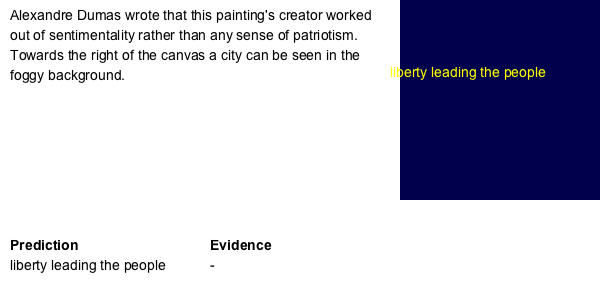 Alexandre Dumas wrote that this painting's creator worked
out of sentimentality rather than any sense of patriotism.
Towards the right of the canvas a city can be seen in the
foggy background.
liberty leading the people
Prediction Evidence
liberty leading the people -